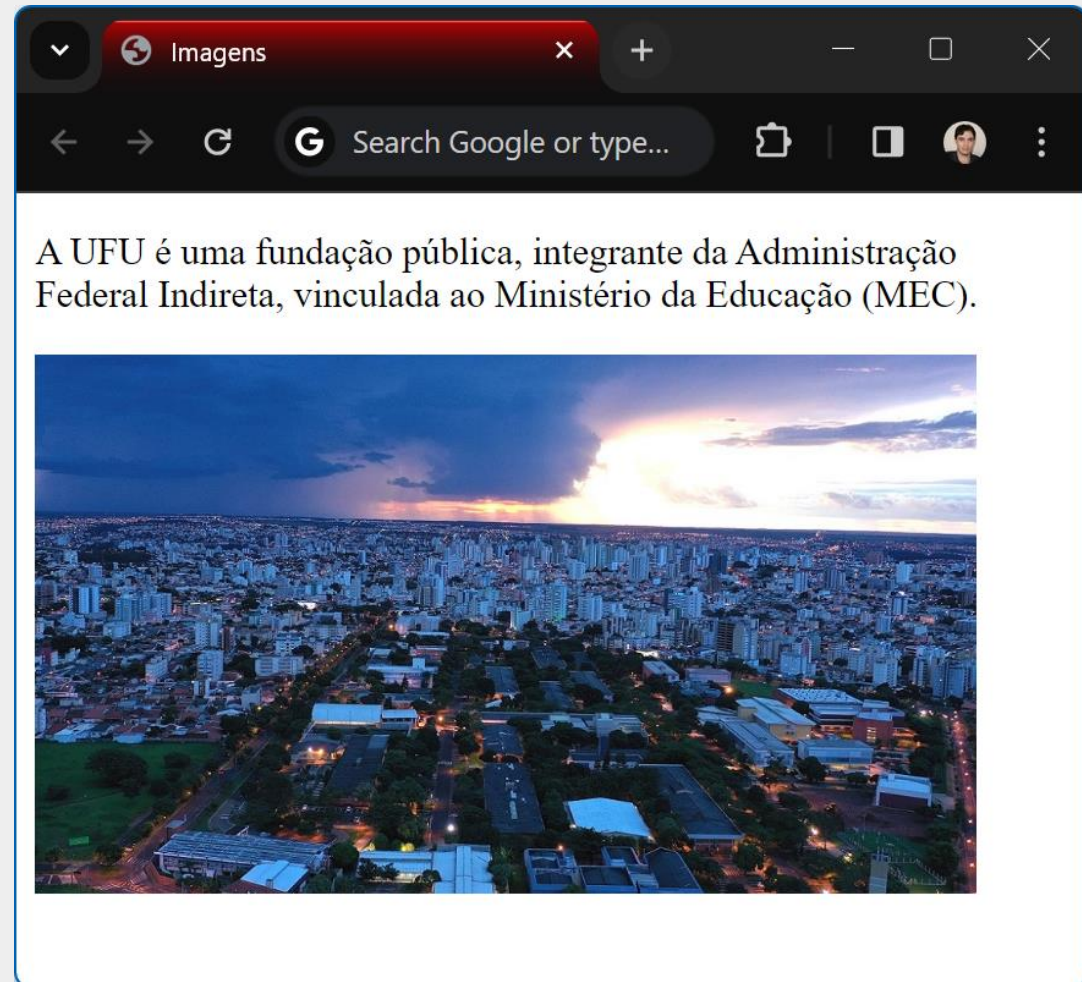 Imagens
Search Google or type...
A UFU é uma fundação pública, integrante da Administração
Federal Indireta, vinculada ao Ministério da Educação (MEC).